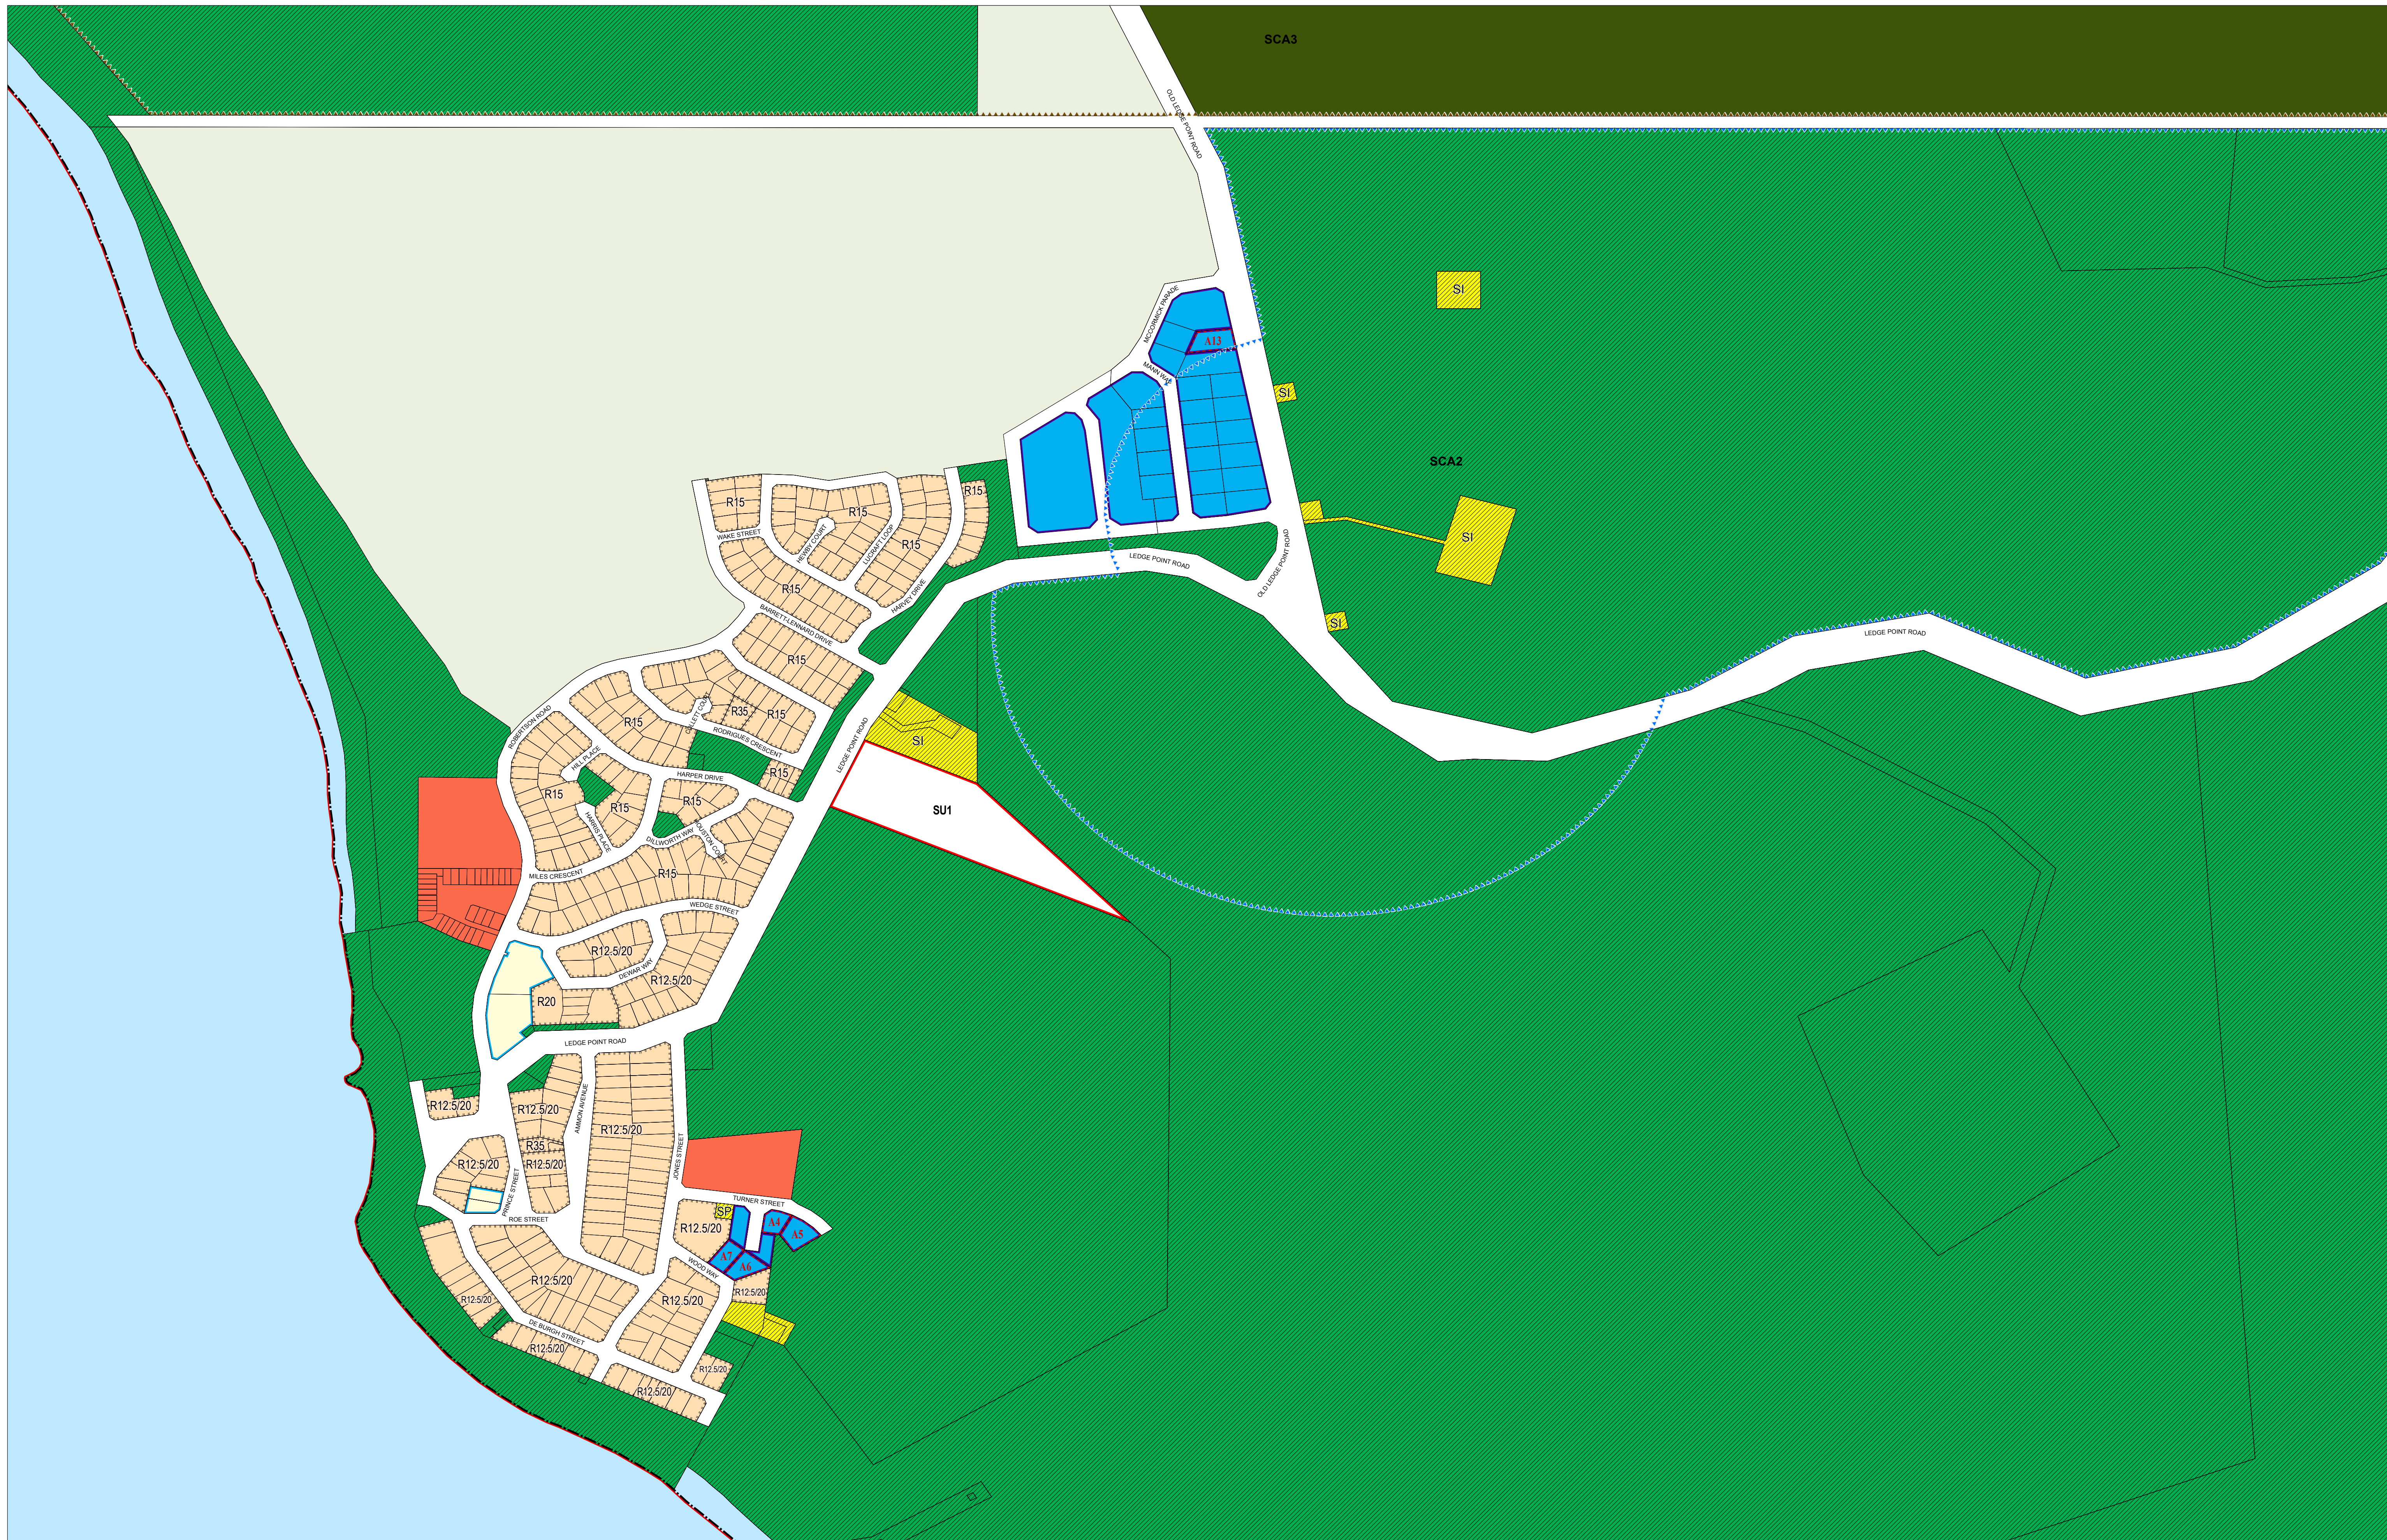 SCA3
OLD LEDGE POINT ROAD
SI
MCCORMICK PARADE
A13
MANN WAY
SI
SCA2
R15
R15
R15
WAKE STREET
HEWBY COURT
LUCRAFT LOOP
R15
SI
OLD LEDGE POINT ROAD
LEDGE POINT ROAD
R15
HARVEY DRIVE
BARRETT-LENNARD DRIVE
SI
LEDGE POINT ROAD
R15
R35
R15
R15
ROBERTSON ROAD
RODRIGUES CRESCENT
LEDGE POINT ROAD
SI
HILL PLACE
HARPER DRIVE
R15
R15
R15
R15
SU1
HARRIS PLACE
DILLWORTH WAY
HOUSTON COURT
MILES CRESCENT
R15
WEDGE STREET
R12.5/20
DEWAR WAY
R12.5/20
R20
LEDGE POINT ROAD
R12.5/20
R12.5/20
AMMON AVENUE
R12.5/20
R35
R12.5/20
R12.5/20
JONES STREET
PRINCE STREET
TURNER STREET
ROE STREET
SP
R12.5/20
A4
A5
A7
A6
WOOD WAY
R12.5/20
R12.5/20
R12.5/20
R12.5/20
DE BURGH STREET
R12.5/20
R12.5/20
R12.5/20